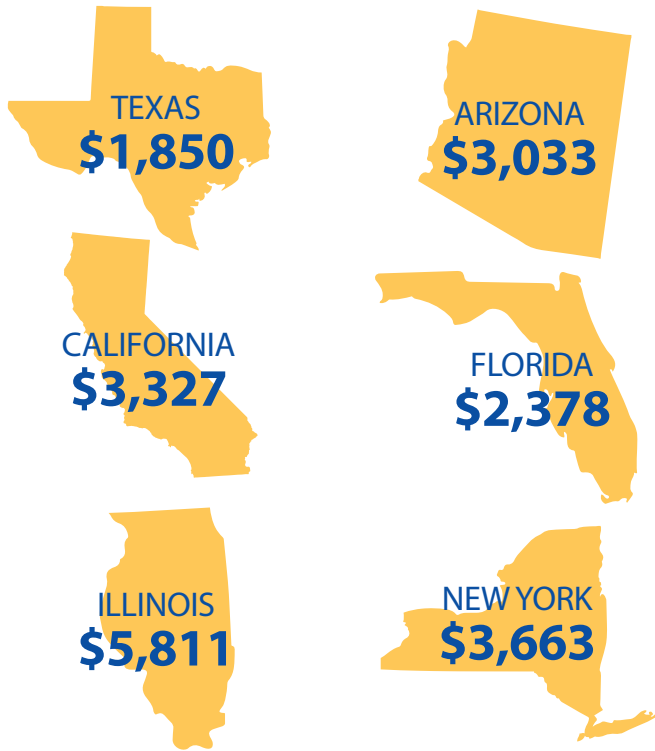 TEXAS
$1,850
ARIZONA
$3,033
CALIFORNIA
$3,327
FLORIDA
$2,378
ILLINOIS
$5,811
NEW YORK
$3,663